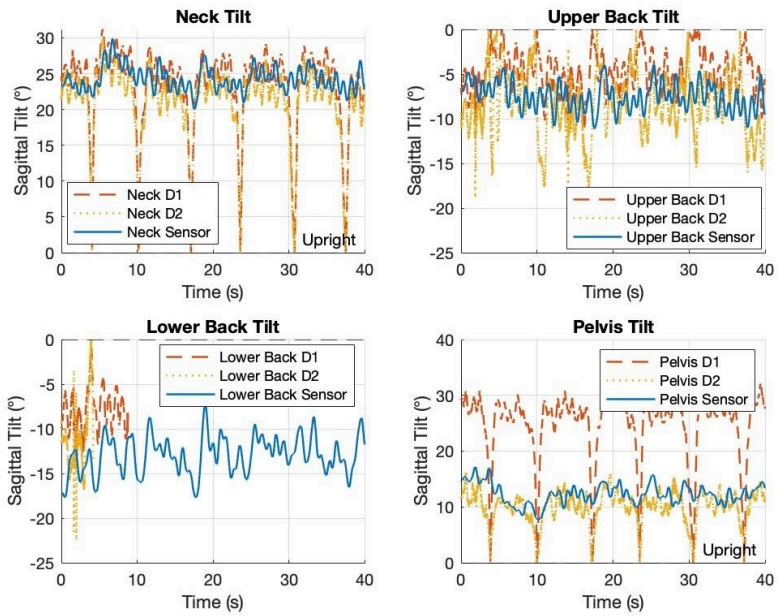 Neck Tilt
Sagittal Tilt (°)
30
25
20
15
10
5
0
Neck D1
Neck D2
Neck Sensor
Upright
0 10 20 30 40
Time (s)
Upper Back Tilt
Sagittal Tilt (°)
0
-5
-10
-15
-20
-25
Upper Back D1
Upper Back D2
Upper Back Sensor
0 10 20 30 40
Time (s)
Lower Back Tilt
Sagittal Tilt (°)
0
-5
-10
-15
-20
-25
Lower Back D1
Lower Back D2
Lower Back Sensor
0 10 20 30 40
Time (s)
Pelvis Tilt
Sagittal Tilt (°)
40
30
20
10
0
Pelvis D1
Pelvis D2
Pelvis Sensor
Upright
0 10 20 30 40
Time (s)